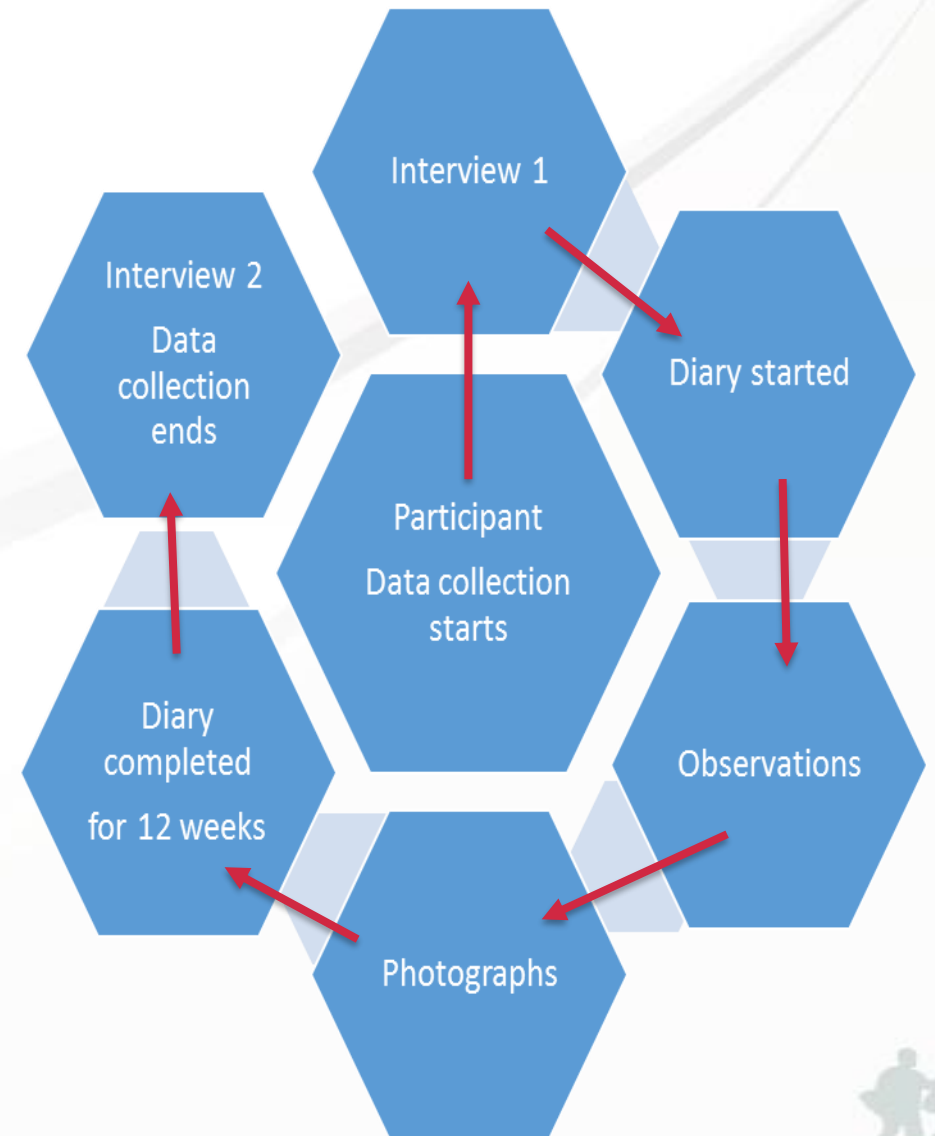 Interview 1
Diary started
Observations
Photographs
Diary
completed
for 12 weeks
Interview 2
Data
collection
ends
Participant
Data collection
starts